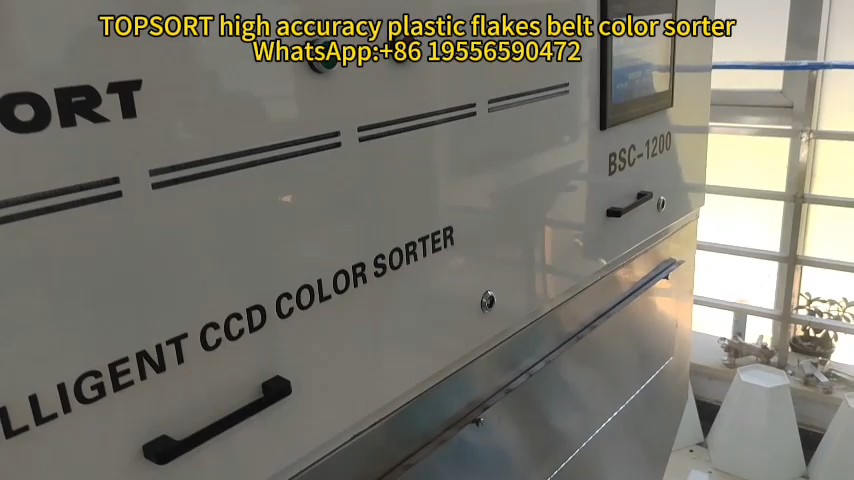 TOPSORT high accuracy plastic flakes belt color sorter
WhatsApp:+86 19556590472
ORT
BSC-1200
LLIGENT CCD COLOR SORTER